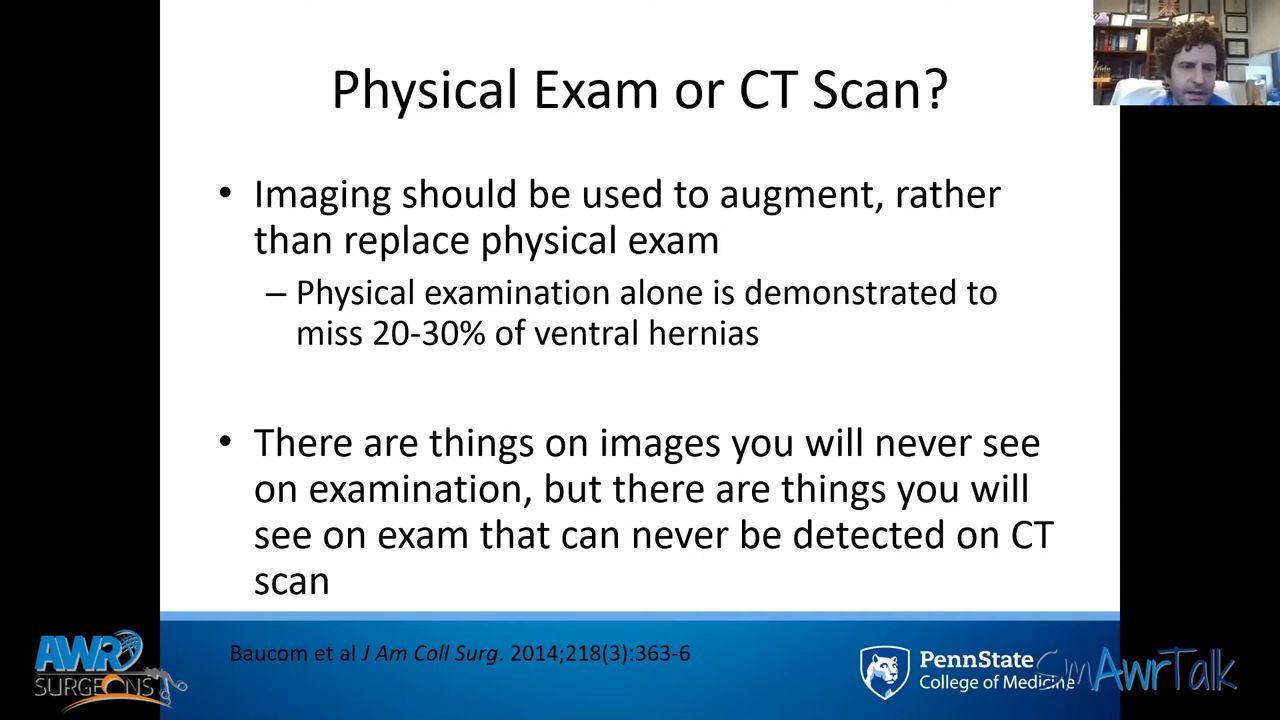 Physical Exam or CT Scan?
• Imaging should be used to augment, rather
than replace physical exam
– Physical examination alone is demonstrated to
miss 20-30% of ventral hernias
• There are things on images you will never see
on examination, but there are things you will
see on exam that can never be detected on CT
scan
Baucom et al J Am Coll Surg. 2014;218(3):363-6
AWR
SURGEONS
PennState
College of Medicine
SmAwrTalk